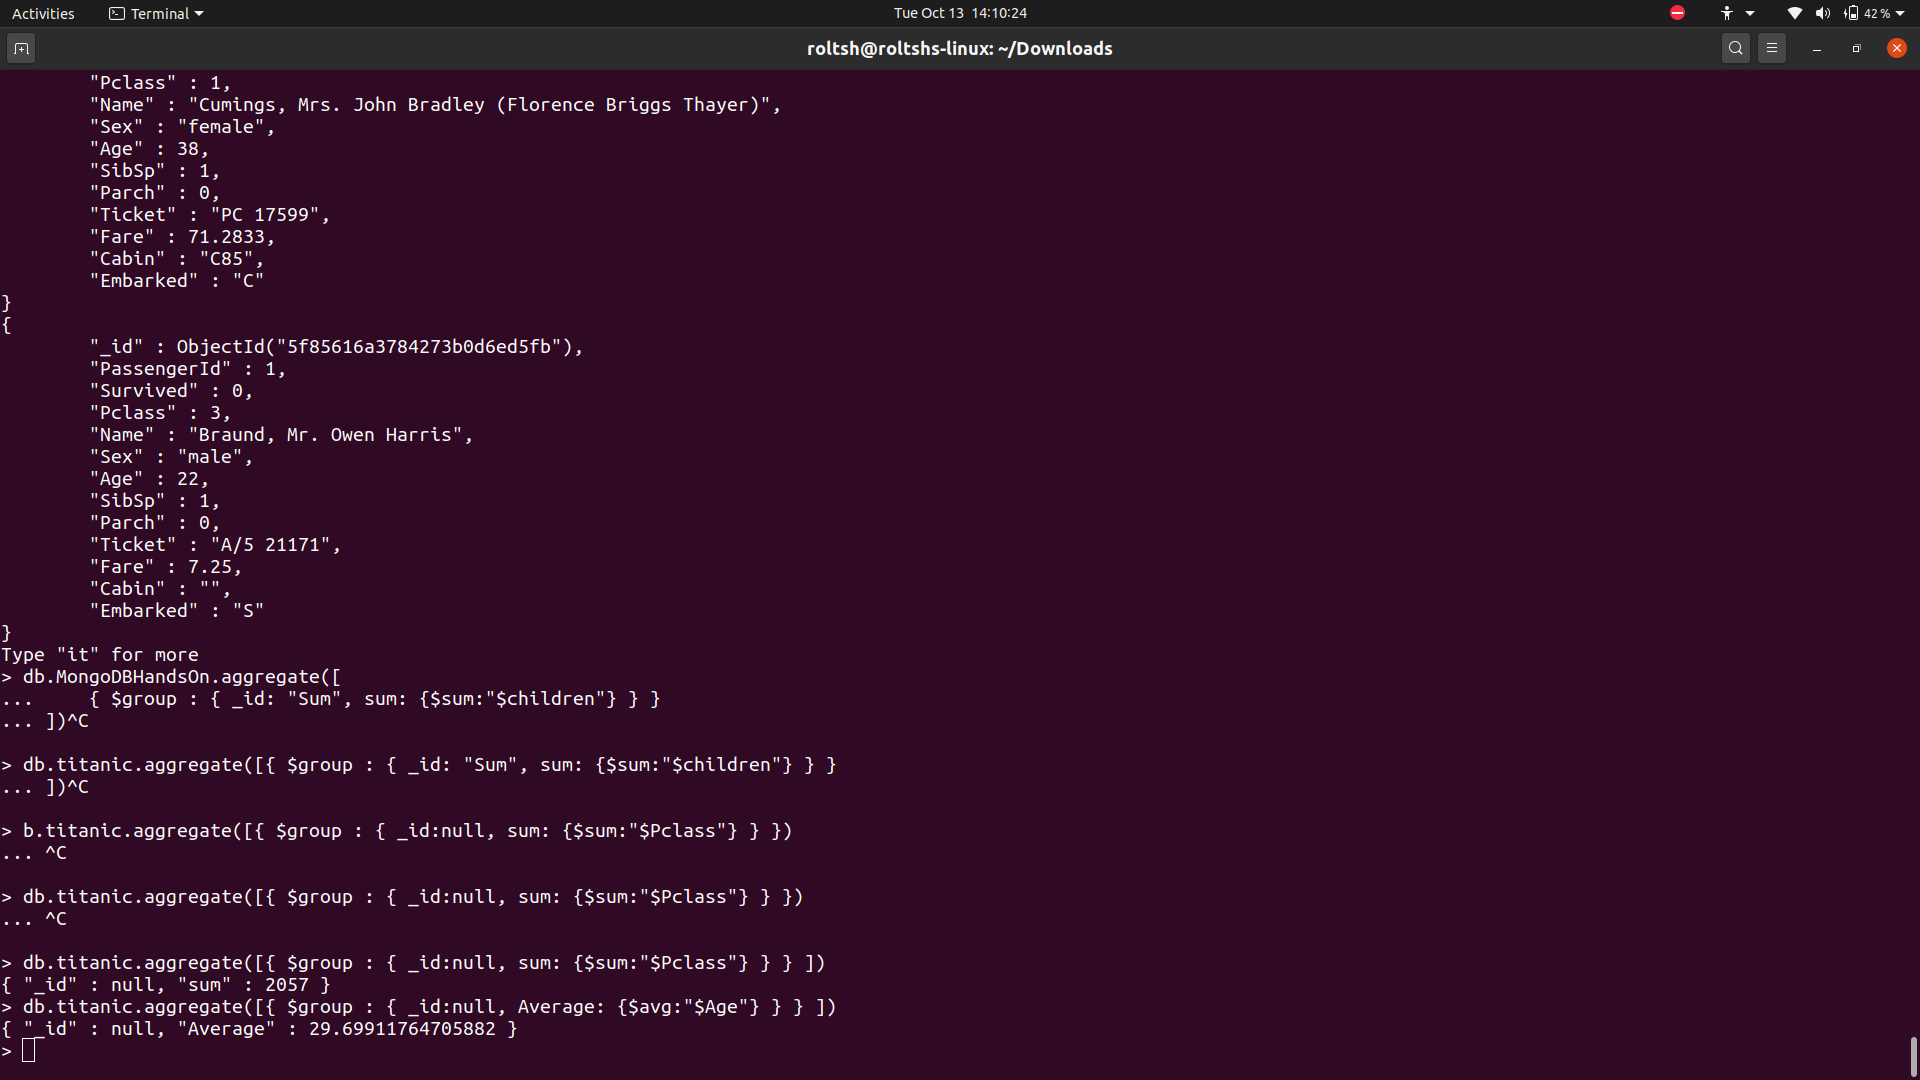 Activities Terminal Tue Oct 13 14:10:24 42 %
roltsh@roltshs-linux: ~/Downloads
"Pclass" : 1,
"Name" : "Cumings, Mrs. John Bradley (Florence Briggs Thayer)",
"Sex" : "female",
"Age" : 38,
"SibSp" : 1,
"Parch" : 0,
"Ticket" : "PC 17599",
"Fare" : 71.2833,
"Cabin" : "C85",
"Embarked" : "C"
}
{
"_id" : ObjectId("5f85616a3784273b0d6ed5fb"),
"PassengerId" : 1,
"Survived" : 0,
"Pclass" : 3,
"Name" : "Braund, Mr. Owen Harris",
"Sex" : "male",
"Age" : 22,
"SibSp" : 1,
"Parch" : 0,
"Ticket" : "A/5 21171",
"Fare" : 7.25,
"Cabin" : "",
"Embarked" : "S"
}
Type "it" for more
> db.MongoDBHandsOn.aggregate([
...     { $group : { _id: "Sum", sum: {$sum:"$children"} } }
... ])^C
> db.titanic.aggregate([{ $group : { _id: "Sum", sum: {$sum:"$children"} } }
... ])^C
> b.titanic.aggregate([{ $group : { _id:null, sum: {$sum:"$Pclass"} } })
... ^C
> db.titanic.aggregate([{ $group : { _id:null, sum: {$sum:"$Pclass"} } })
... ^C
> db.titanic.aggregate([{ $group : { _id:null, sum: {$sum:"$Pclass"} } } ])
{ "_id" : null, "sum" : 2057 }
> db.titanic.aggregate([{ $group : { _id:null, Average: {$avg:"$Age"} } } ])
{ "_id" : null, "Average" : 29.69911764705882 }
>